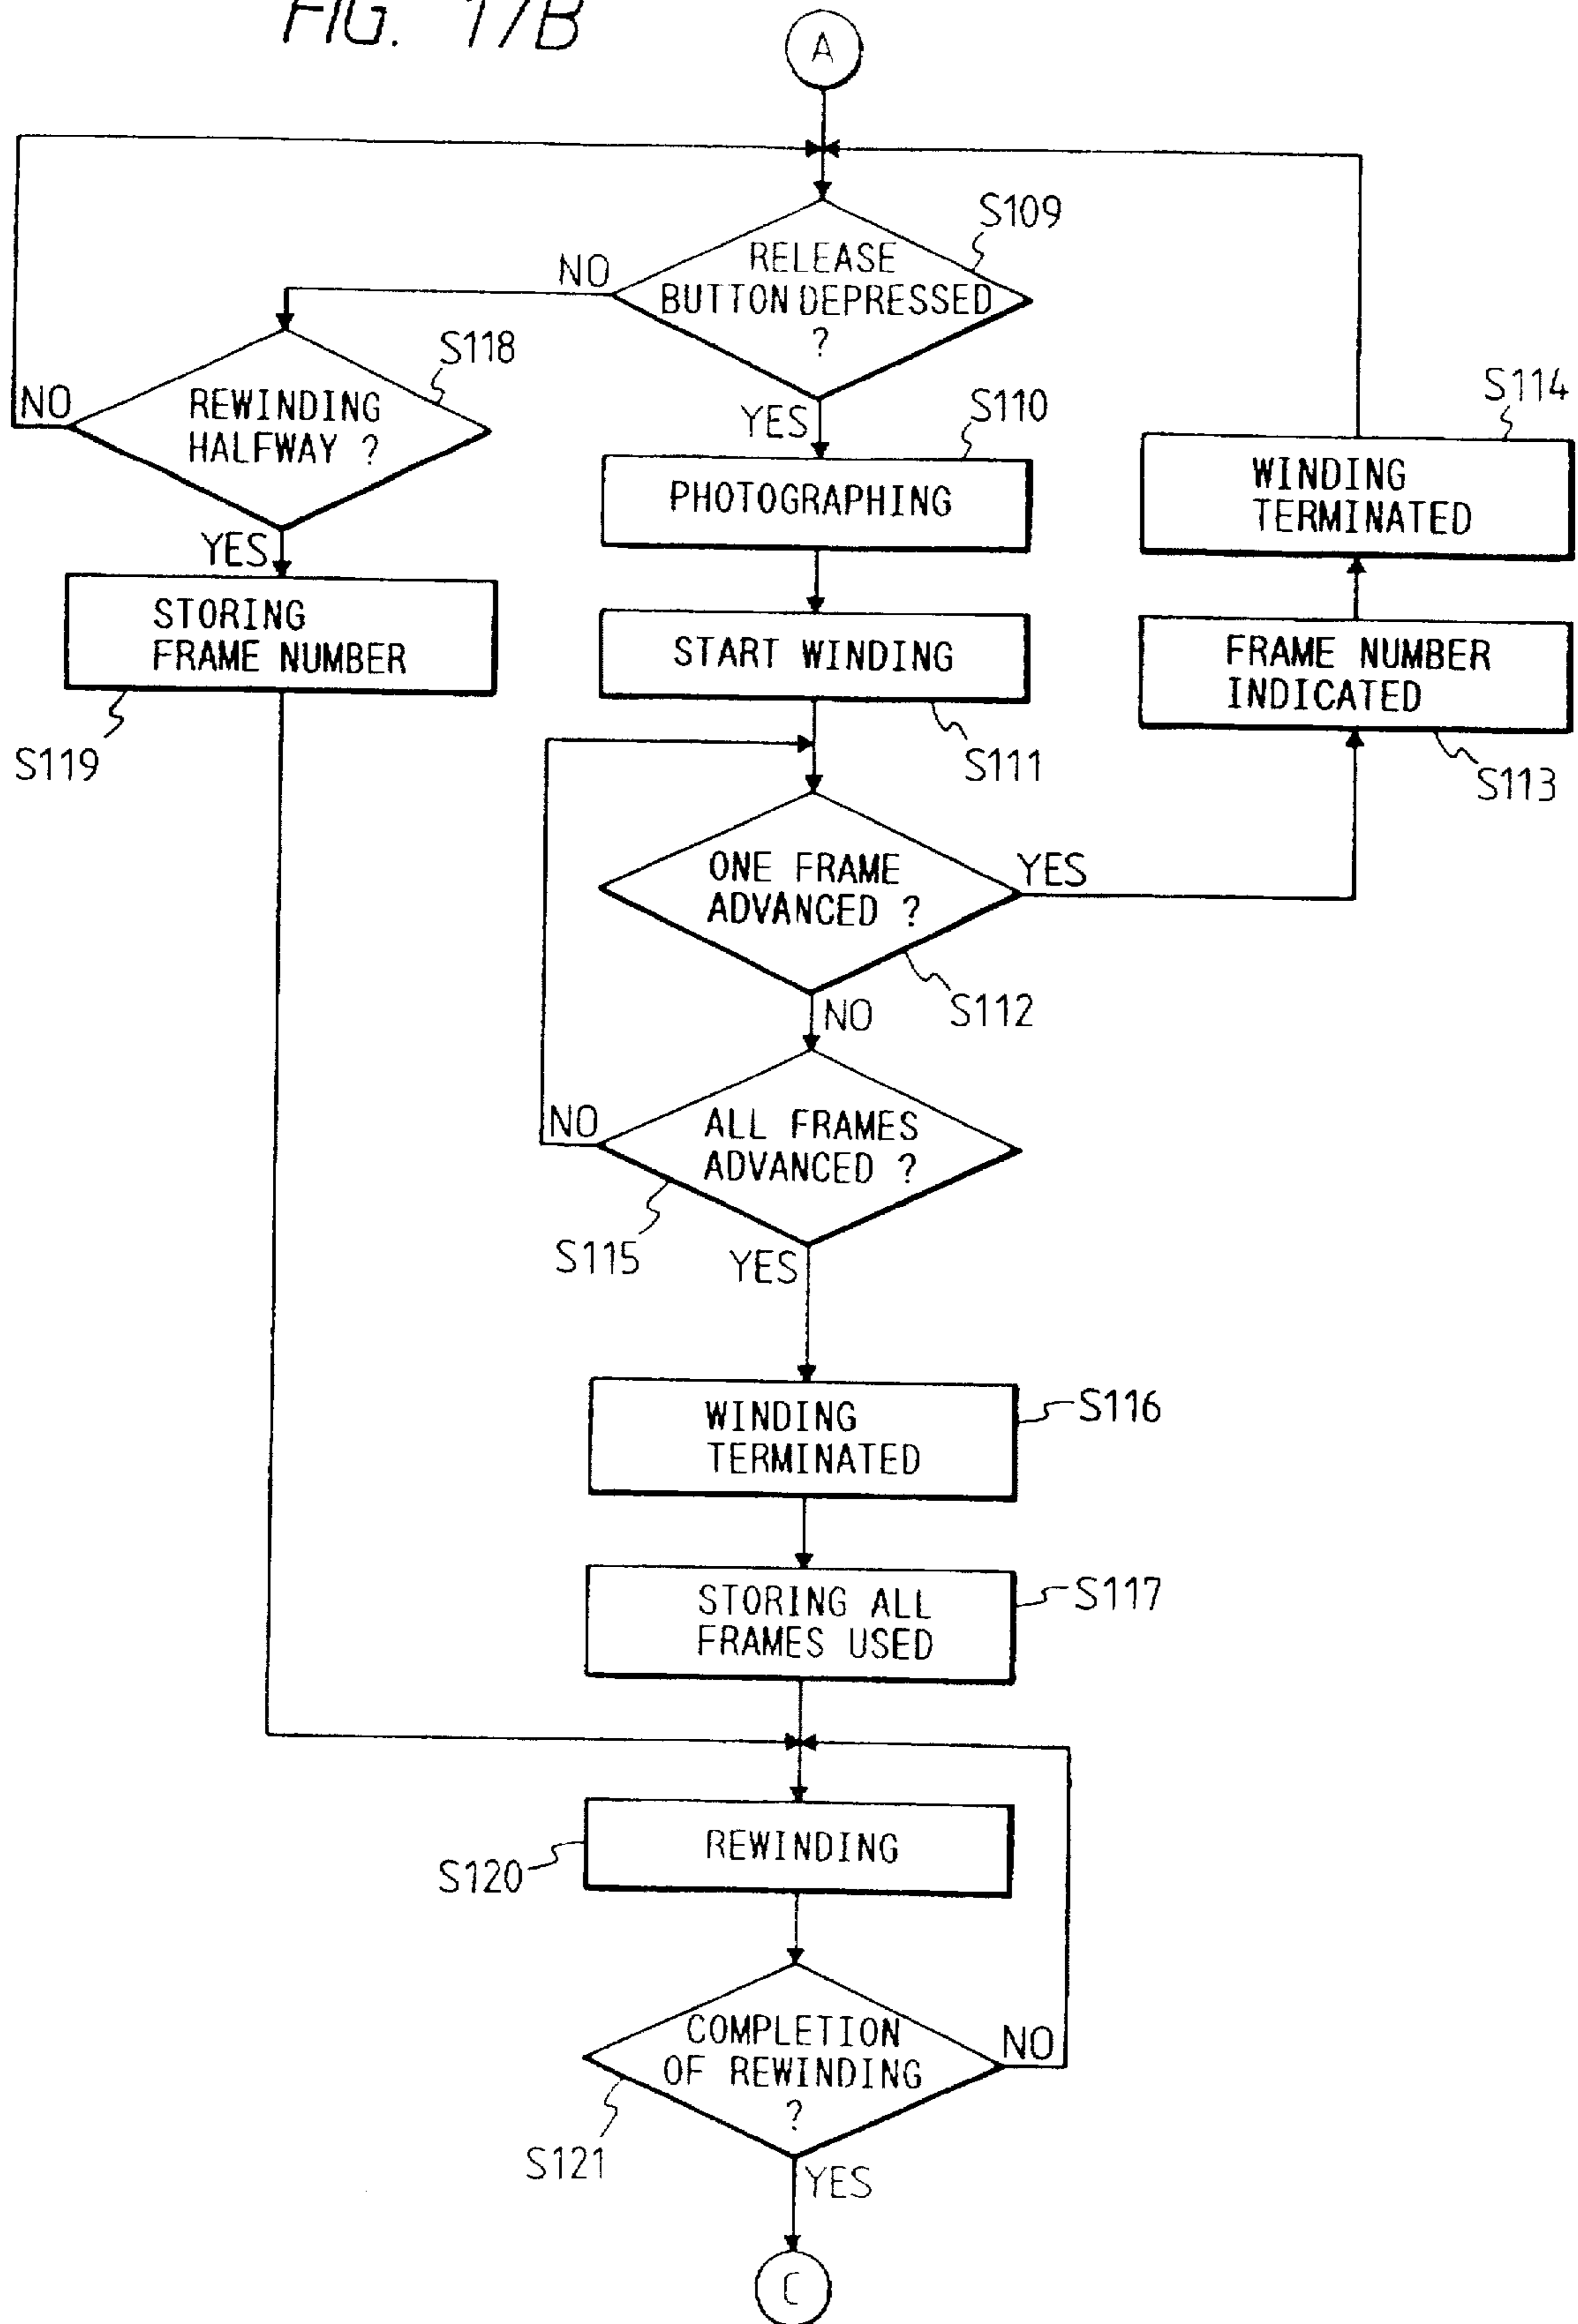 FIG. 17B
A
S109
RELEASE
BUTTON DEPRESSED
?
NO
YES
S118
REWINDING
HALFWAY ?
NO
YES
S110
PHOTOGRAPHING
S114
WINDING
TERMINATED
STORING
FRAME NUMBER
S119
START WINDING
S111
FRAME NUMBER
INDICATED
S113
ONE FRAME
ADVANCED ?
YES
S112
NO
ALL FRAMES
ADVANCED ?
NO
S115
YES
WINDING
TERMINATED
S116
STORING ALL
FRAMES USED
S117
REWINDING
S120
COMPLETION
OF REWINDING
?
NO
S121
YES
C